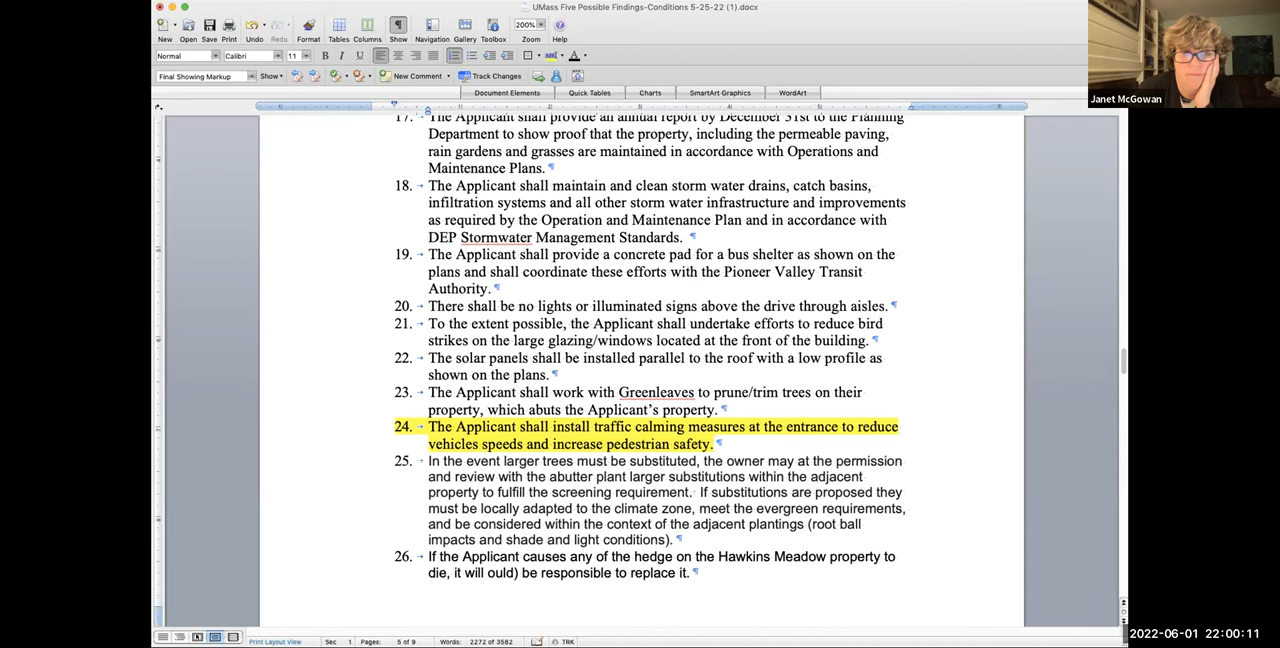 UMass Five Possible Findings-Conditions 5-25-22 (1).docx
New Open Save Print Undo Redo Format Tables Columns Show Navigation Gallery Toolbox Zoom Help
200%
Normal Calibri 11 B I U
Final Showing Markup Show New Comment Track Changes
Document Elements Quick Tables Charts SmartArt Graphics WordArt
Janet McGowan
17. The Applicant shall provide an annual report by December 31st to the Planning
Department to show proof that the property, including the permeable paving,
rain gardens and grasses are maintained in accordance with Operations and
Maintenance Plans.
18. The Applicant shall maintain and clean storm water drains, catch basins,
infiltration systems and all other storm water infrastructure and improvements
as required by the Operation and Maintenance Plan and in accordance with
DEP Stormwater Management Standards.
19. The Applicant shall provide a concrete pad for a bus shelter as shown on the
plans and shall coordinate these efforts with the Pioneer Valley Transit
Authority.
20. There shall be no lights or illuminated signs above the drive through aisles.
21. To the extent possible, the Applicant shall undertake efforts to reduce bird
strikes on the large glazing/windows located at the front of the building.
22. The solar panels shall be installed parallel to the roof with a low profile as
shown on the plans.
23. The Applicant shall work with Greenleaves to prune/trim trees on their
property, which abuts the Applicant's property.
24. The Applicant shall install traffic calming measures at the entrance to reduce
vehicles speeds and increase pedestrian safety.
25. In the event larger trees must be substituted, the owner may at the permission
and review with the abutter plant larger substitutions within the adjacent
property to fulfill the screening requirement. If substitutions are proposed they
must be locally adapted to the climate zone, meet the evergreen requirements,
and be considered within the context of the adjacent plantings (root ball
impacts and shade and light conditions).
26. If the Applicant causes any of the hedge on the Hawkins Meadow property to
die, it will ould) be responsible to replace it.
Print Layout View Sec 1 Pages: 5 of 9 Words: 2272 of 3582 TRK
2022-06-01 22:00:11